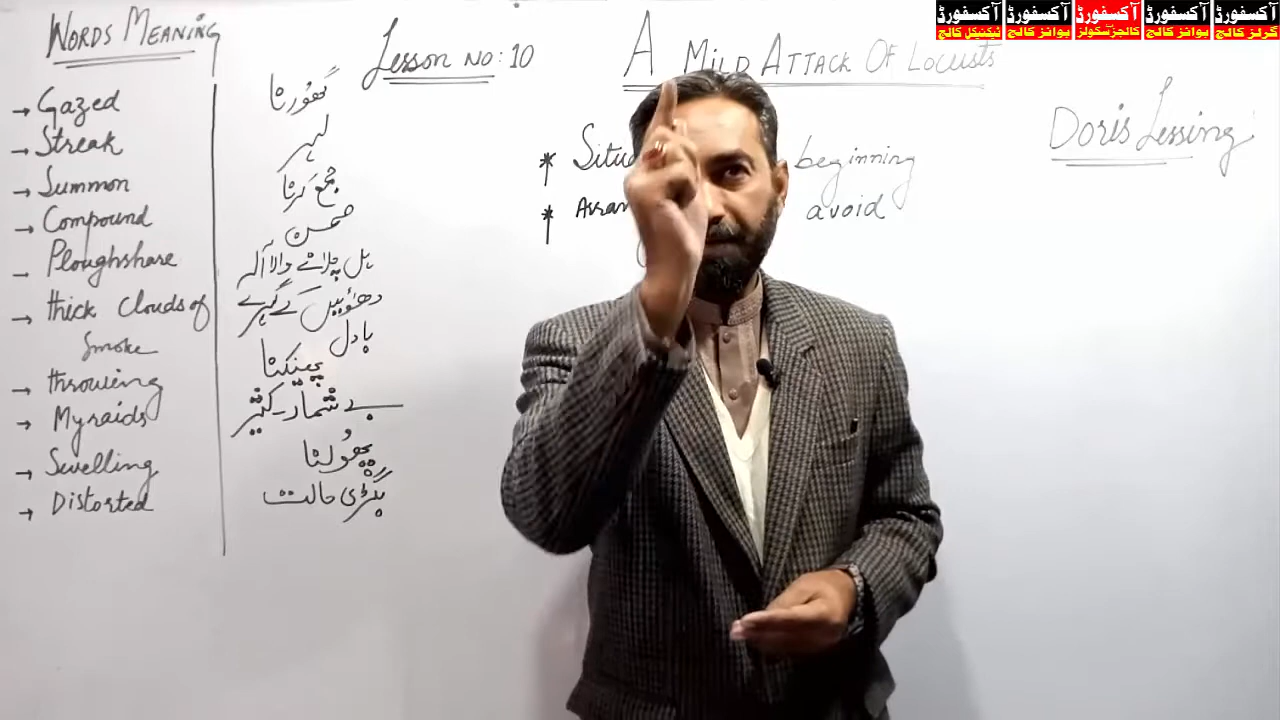 آکسفورڈ
ٹیکنیکل کالج
آکسفورڈ
بوائز کالج
آکسفورڈ
کالجز سکولز
آکسفورڈ
بوائز کالج
آکسفورڈ
گرلز کالج
WORDS MEANING
Lesson NO: 10
A MILD ATTACK OF LOCUSTS
Doris Lessing
→ Gazed گھورنا
→ Streak لہر
→ Summon جمع کرنا
→ Compound صحن
→ Ploughshare ہل چلانے والا آلہ
→ thick clouds of دھوئیں کے گہرے
Smoke بادل
→ throwing پھینکنا
→ Myraids بے شمار - کثیر
→ Swelling پھولنا
→ Distorted بگڑی حالت
* beginning
* avoid